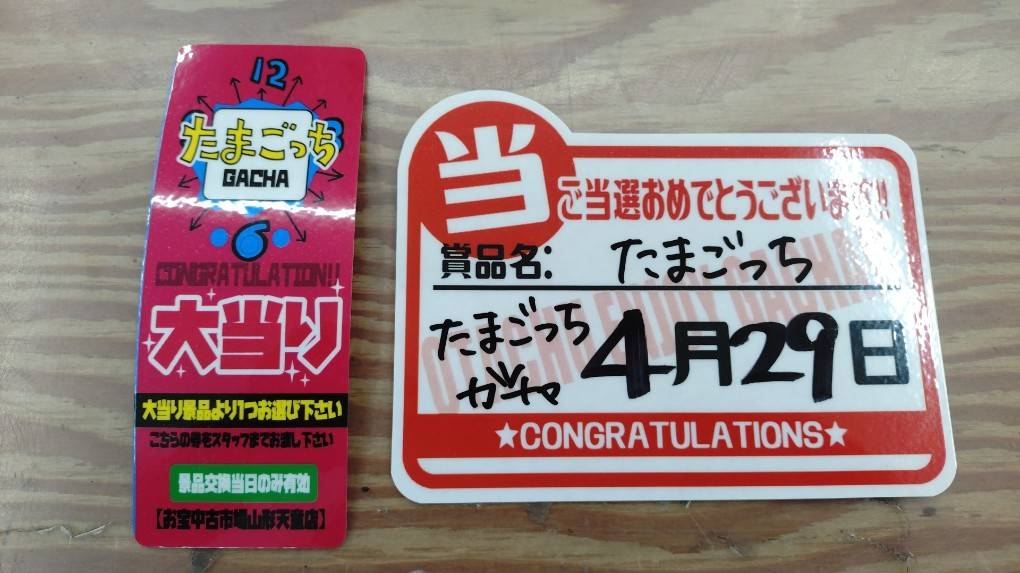 12
たまごっち
GACHA
6
CONGRATULATION!!
大当り
大当り景品より1つお選び下さい
こちらの券をスタッフまでお渡し下さい
景品交換当日のみ有効
【お宝中古市場山形天童店】
当
ご当選おめでとうございます!!
賞品名: たまごっち
たまごっち
ガチャ
4月29日
★CONGRATULATIONS★